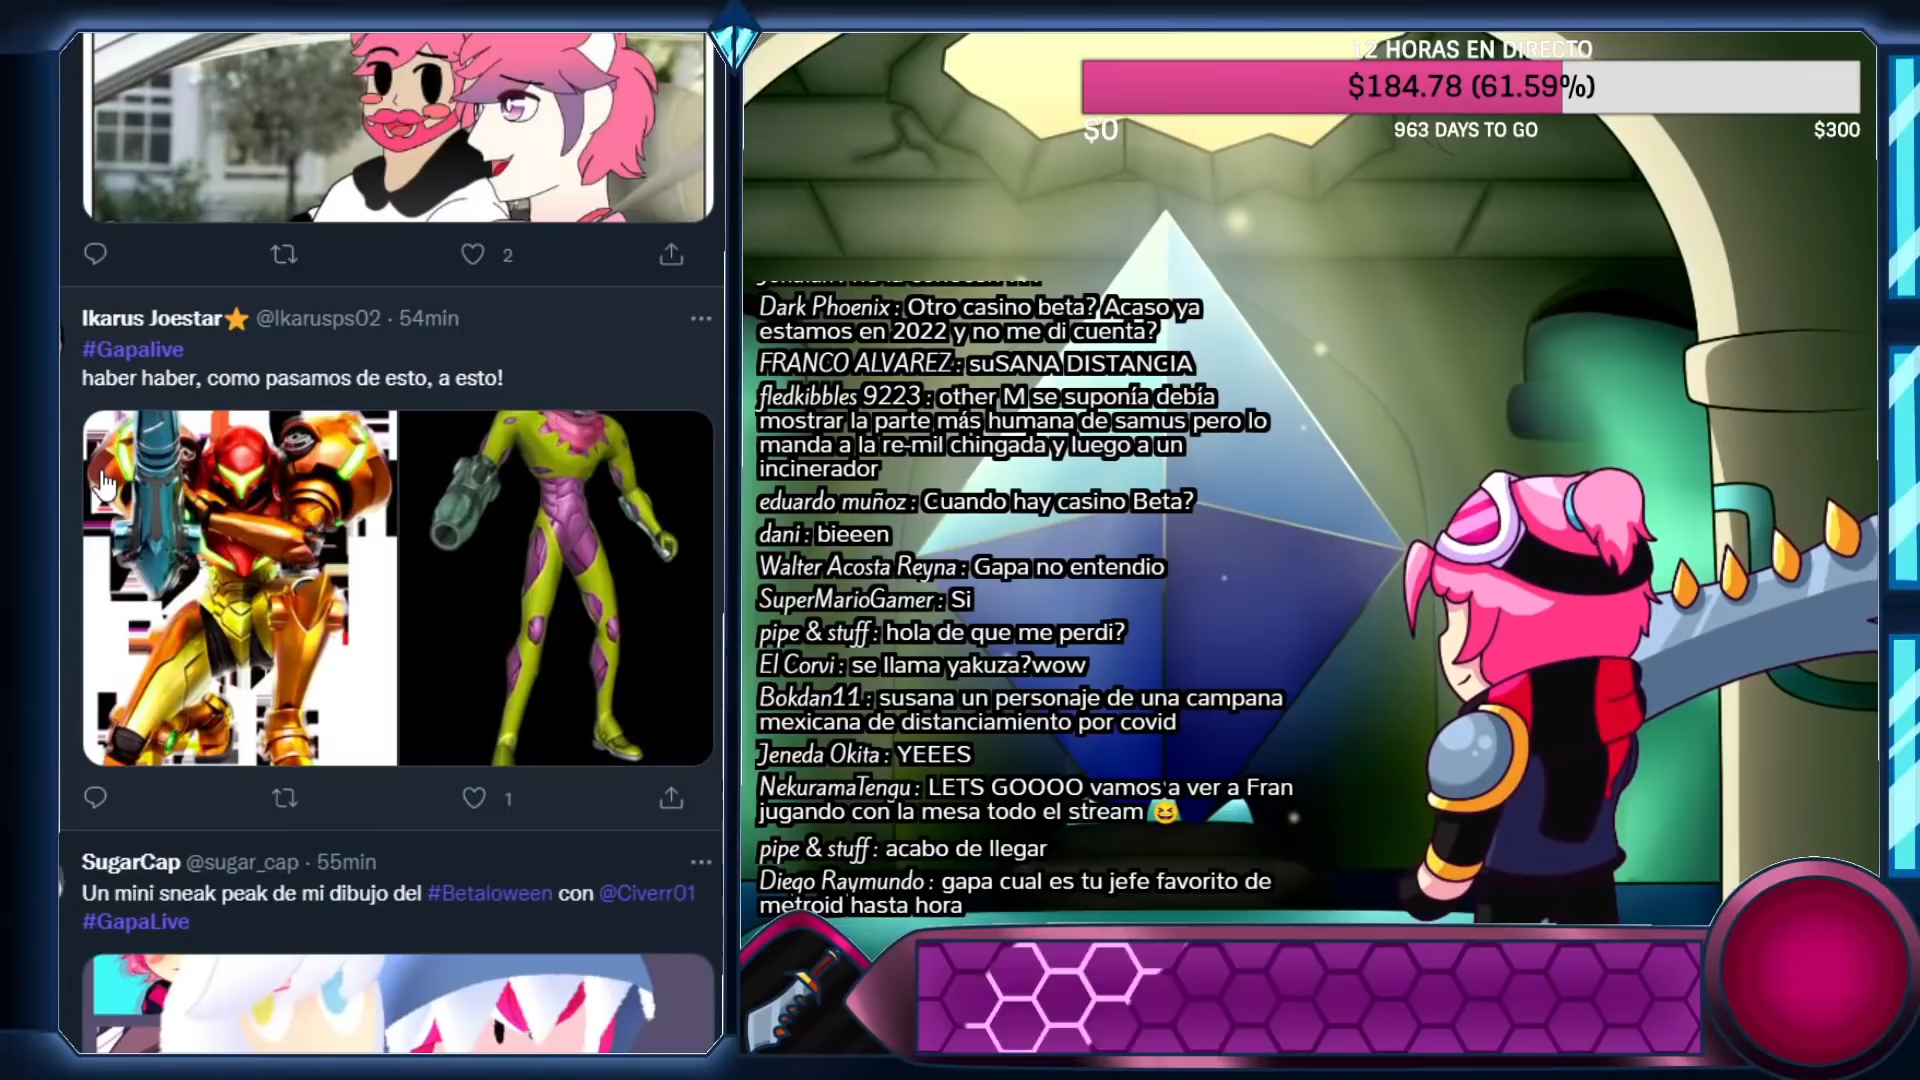 2
Ikarus Joestar⭐ @Ikarusps02 · 54min
#Gapalive
haber haber, como pasamos de esto, a esto!
1
SugarCap @sugar_cap · 55min
Un mini sneak peak de mi dibujo del #Betaloween con @Civerr01
#GapaLive
12 HORAS EN DIRECTO
$184.78 (61.59%)
$0
963 DAYS TO GO
$300
Dark Phoenix : Otro casino beta? Acaso ya
estamos en 2022 y no me di cuenta?
FRANCO ALVAREZ : suSANA DISTANCIA
fledkibbles 9223 : other M se suponía debía
mostrar la parte más humana de samus pero lo
manda a la re-mil chingada y luego a un
incinerador
eduardo muñoz : Cuando hay casino Beta?
dani : bieeen
Walter Acosta Reyna : Gapa no entendio
SuperMarioGamer : Si
pipe & stuff : hola de que me perdi?
El Corvi : se llama yakuza?wow
Bokdan11 : susana un personaje de una campana
mexicana de distanciamiento por covid
Jeneda Okita : YEEES
NekuramaTengu : LETS GOOOO vamos a ver a Fran
jugando con la mesa todo el stream 😆
pipe & stuff : acabo de llegar
Diego Raymundo : gapa cual es tu jefe favorito de
metroid hasta hora